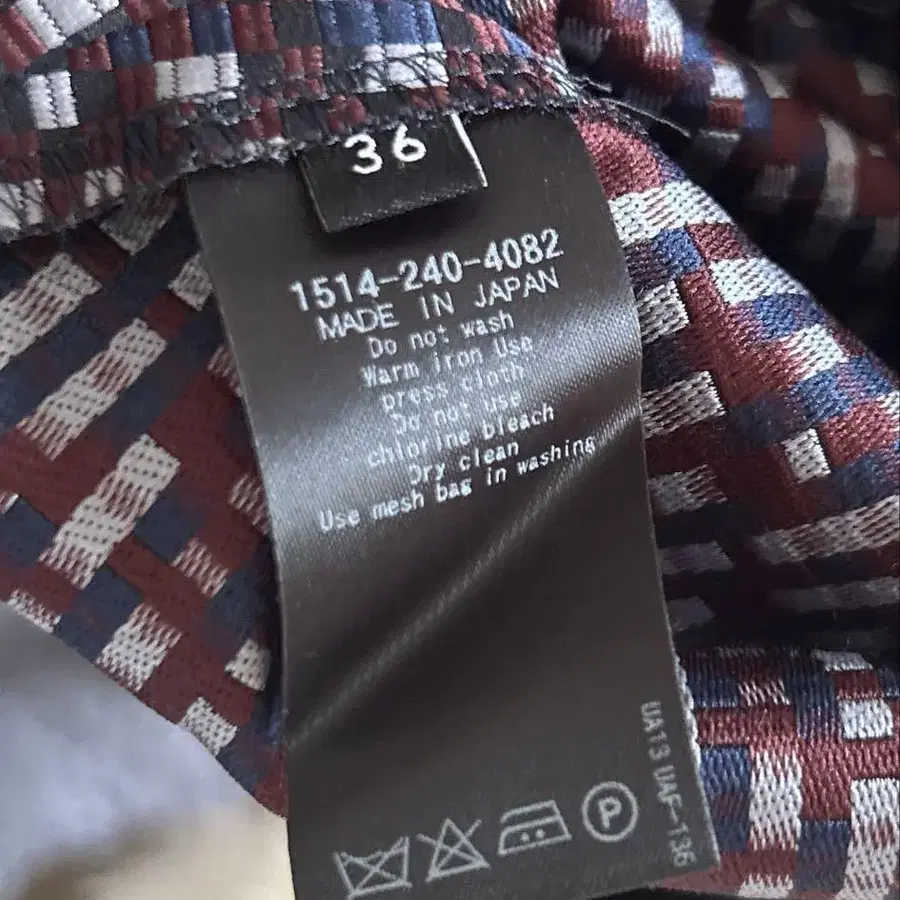 36
1514-240-4082
MADE IN JAPAN
Do not wash
Warm iron Use
press cloth
Do not use
chlorine bleach
Dry clean
Use mesh bag in washing
P
UA13 UAF-136